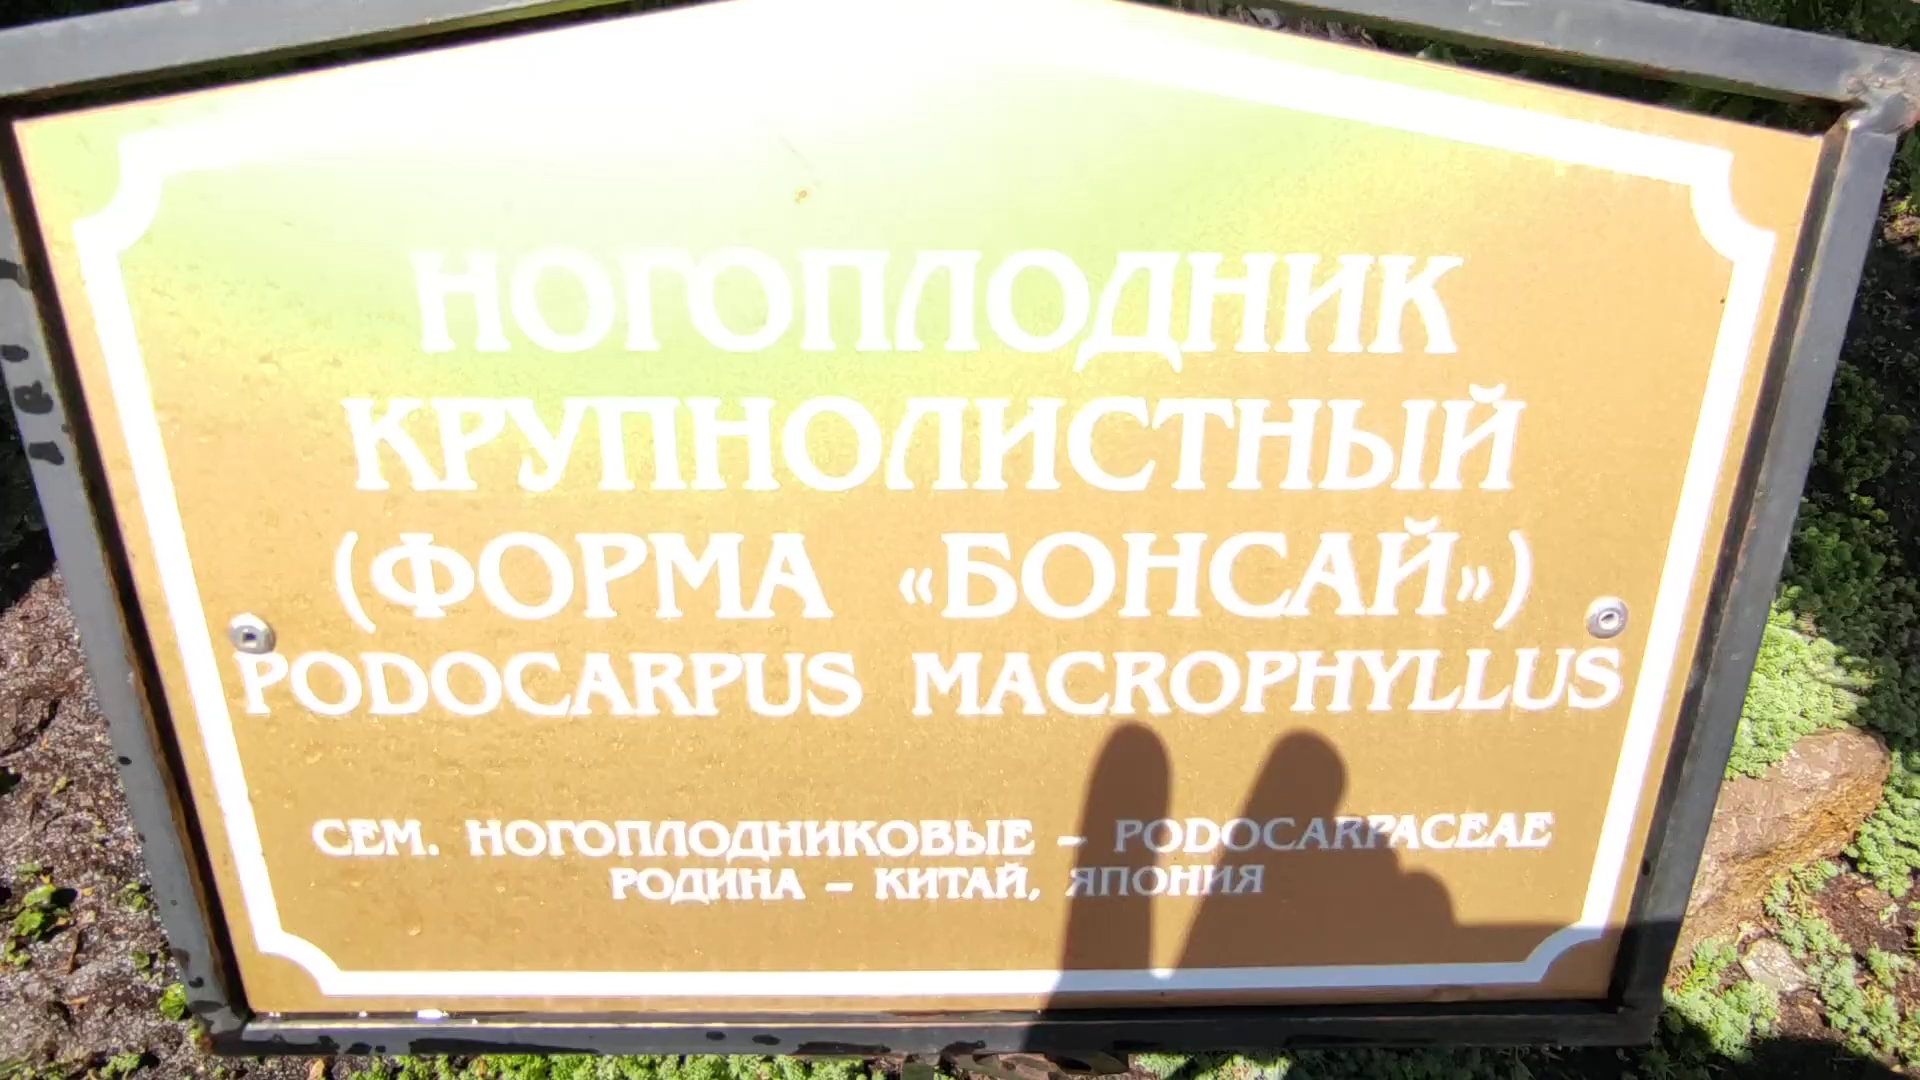 НОГОПЛОДНИК
КРУПНОЛИСТНЫЙ
(ФОРМА «БОНСАЙ»)
PODOCARPUS MACROPHYLLUS
СЕМ. НОГОПЛОДНИКОВЫЕ – PODOCARPACEAE
РОДИНА – КИТАЙ, ЯПОНИЯ